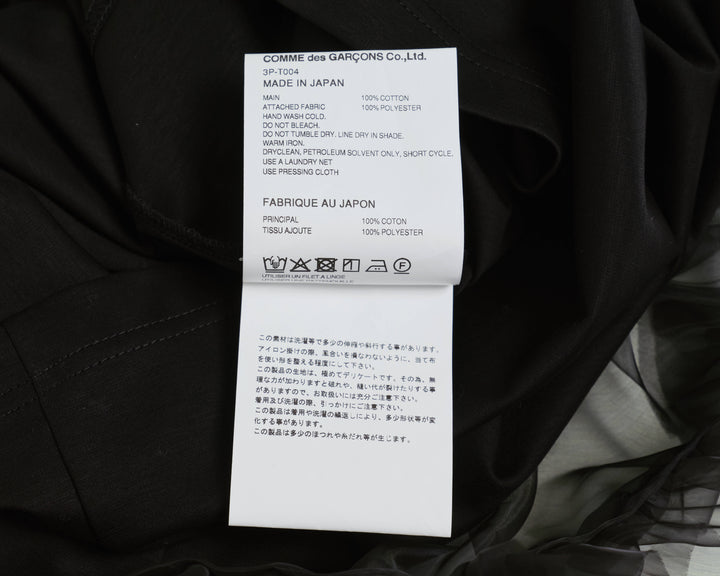 COMME des GARÇONS Co.,Ltd.
3P-T004
MADE IN JAPAN
MAIN 100% COTTON
ATTACHED FABRIC 100% POLYESTER
HAND WASH COLD.
DO NOT BLEACH.
DO NOT TUMBLE DRY. LINE DRY IN SHADE.
WARM IRON.
DRYCLEAN, PETROLEUM SOLVENT ONLY, SHORT CYCLE.
USE A LAUNDRY NET
USE PRESSING CLOTH
FABRIQUE AU JAPON
PRINCIPAL 100% COTON
TISSU AJOUTE 100% POLYESTER
F
UTILISER UN FILET A LINGE
この素材は洗濯等で多少の伸縮や斜行する事があります。
アイロン掛けの際、風合いを損なわないように、当て布
を使い形を整える程度にして下さい。
この製品の生地は、極めてデリケートです。その為、無
理な力が加わりますと破れや、縫い代が裂けたりする事
がありますので、お取扱いには充分ご注意下さい。
着用及び洗濯の際、引っかけにご注意下さい。
この製品は着用や洗濯の繰返しにより、多少形状等が変
化する事があります。
この製品は多少のほつれや糸だれ等が生じます。